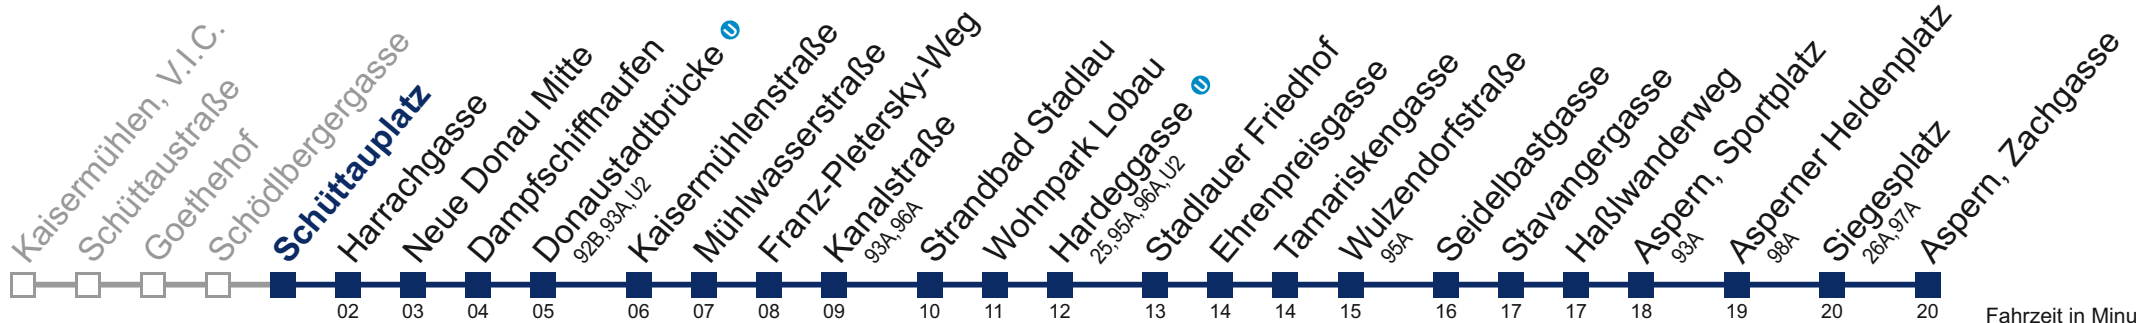 Kaisermühlen, V.I.C.
Schüttaustraße
Goethehof
Schödlbergergasse
Schüttauplatz
Harrachgasse
Neue Donau Mitte
Dampfschiffhaufen
Donaustadtbrücke U
92B, 93A, U2
Kaisermühlenstraße
Mühlwasserstraße
Franz-Pletersky-Weg
Kanalstraße
93A, 96A
Strandbad Stadlau
Wohnpark Lobau
Hardeggasse U
25, 95A, 96A, U2
Stadlauer Friedhof
Ehrenpreisgasse
Tamariskengasse
Wulzendorfstraße
95A
Seidelbastgasse
Stavangergasse
Haßlwanderweg
Aspern, Sportplatz
93A
Asperner Heldenplatz
98A
Siegesplatz
26A, 97A
Aspern, Zachgasse
02 03 04 05 06 07 08 09 10 11 12 13 14 14 15 16 17 17 18 19 20 20
Fahrzeit in Minu